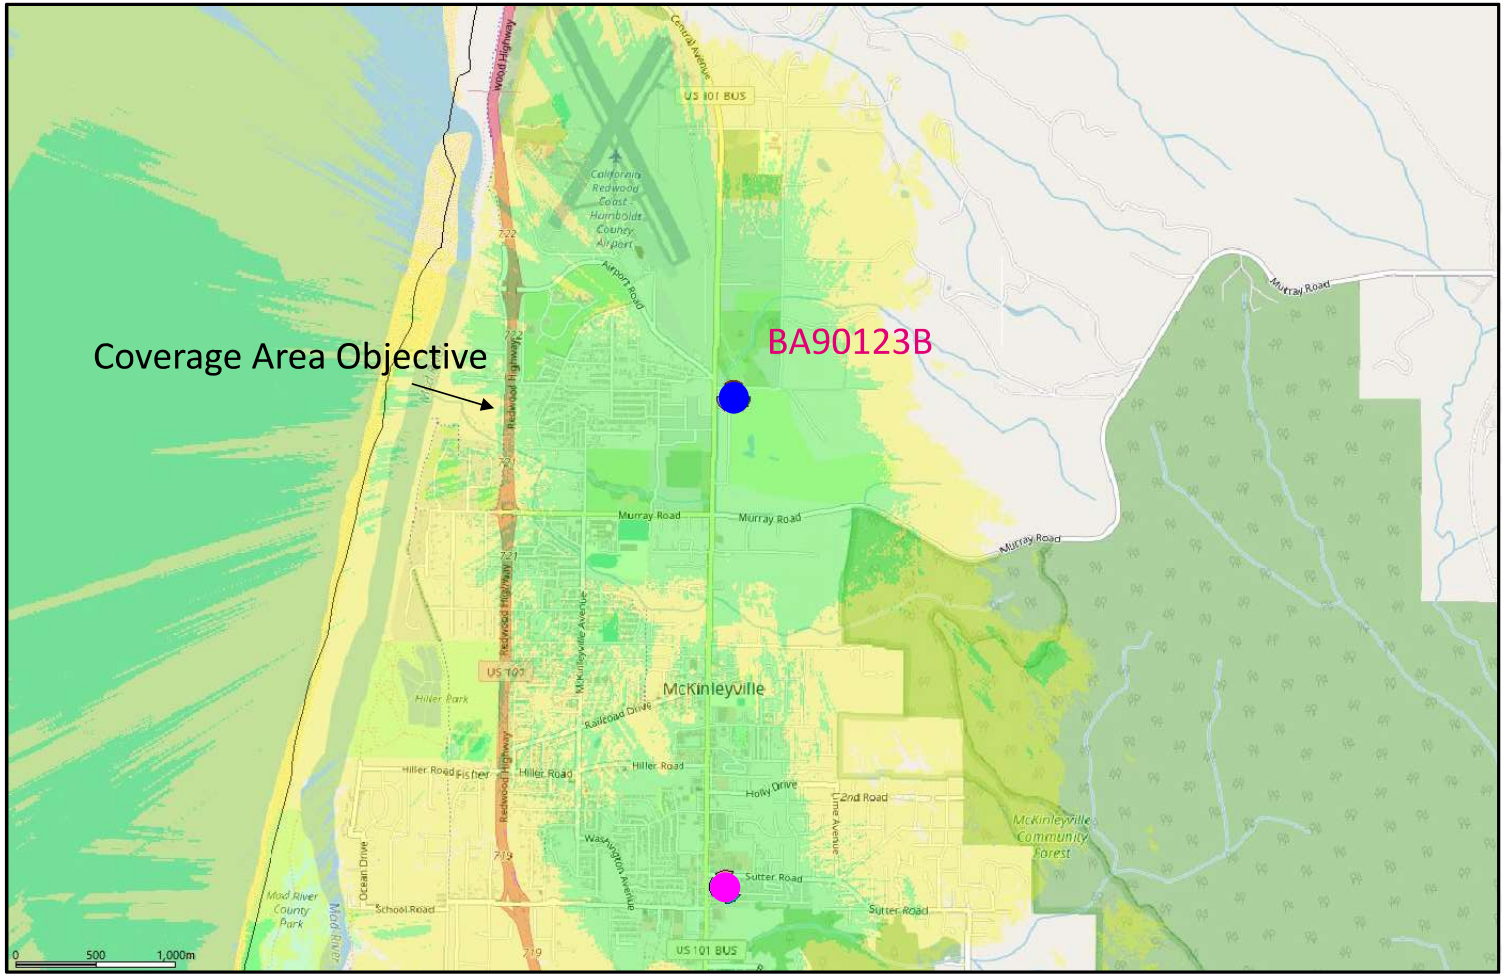 Central Avenue
wood Highway
US 101 BUS
California
Redwood
Coast -
Humboldt
County
Airport
722
Airport Road
Murray Road
722
BA90123B
Coverage Area Objective
Redwood Highway
721
Murray Road
Murray Road
Murray Road
721
Redwood Highway
McKinleyville Avenue
US 101
McKinleyville
Hiller Park
Railroad Drive
Redwood Highway
Hiller Road
Fisher
Hiller Road
Hiller Road
Holly Drive
2nd Road
Lime Avenue
McKinleyville
Community
Forest
Washington Avenue
Ocean Drive
719
Sutter Road
Mad River
County
Park
Mad River
School Road
Sutter Road
US 101 BUS
719
0 500 1,000m